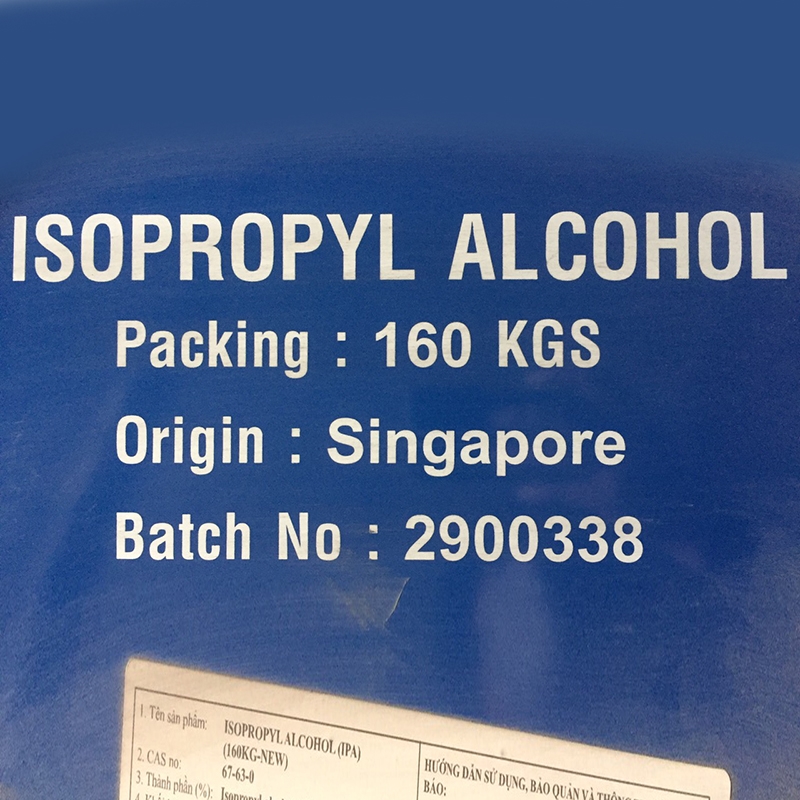 ISOPROPYL ALCOHOL
Packing : 160 KGS
Origin : Singapore
Batch No : 2900338
1. Tên sản phẩm:
ISOPROPYL ALCOHOL (IPA)
(160KG-NEW)
2. CAS no:
67-63-0
3. Thành phần (%):
HƯỚNG DẪN SỬ DỤNG, BẢO QUẢN VÀ
BÁO: